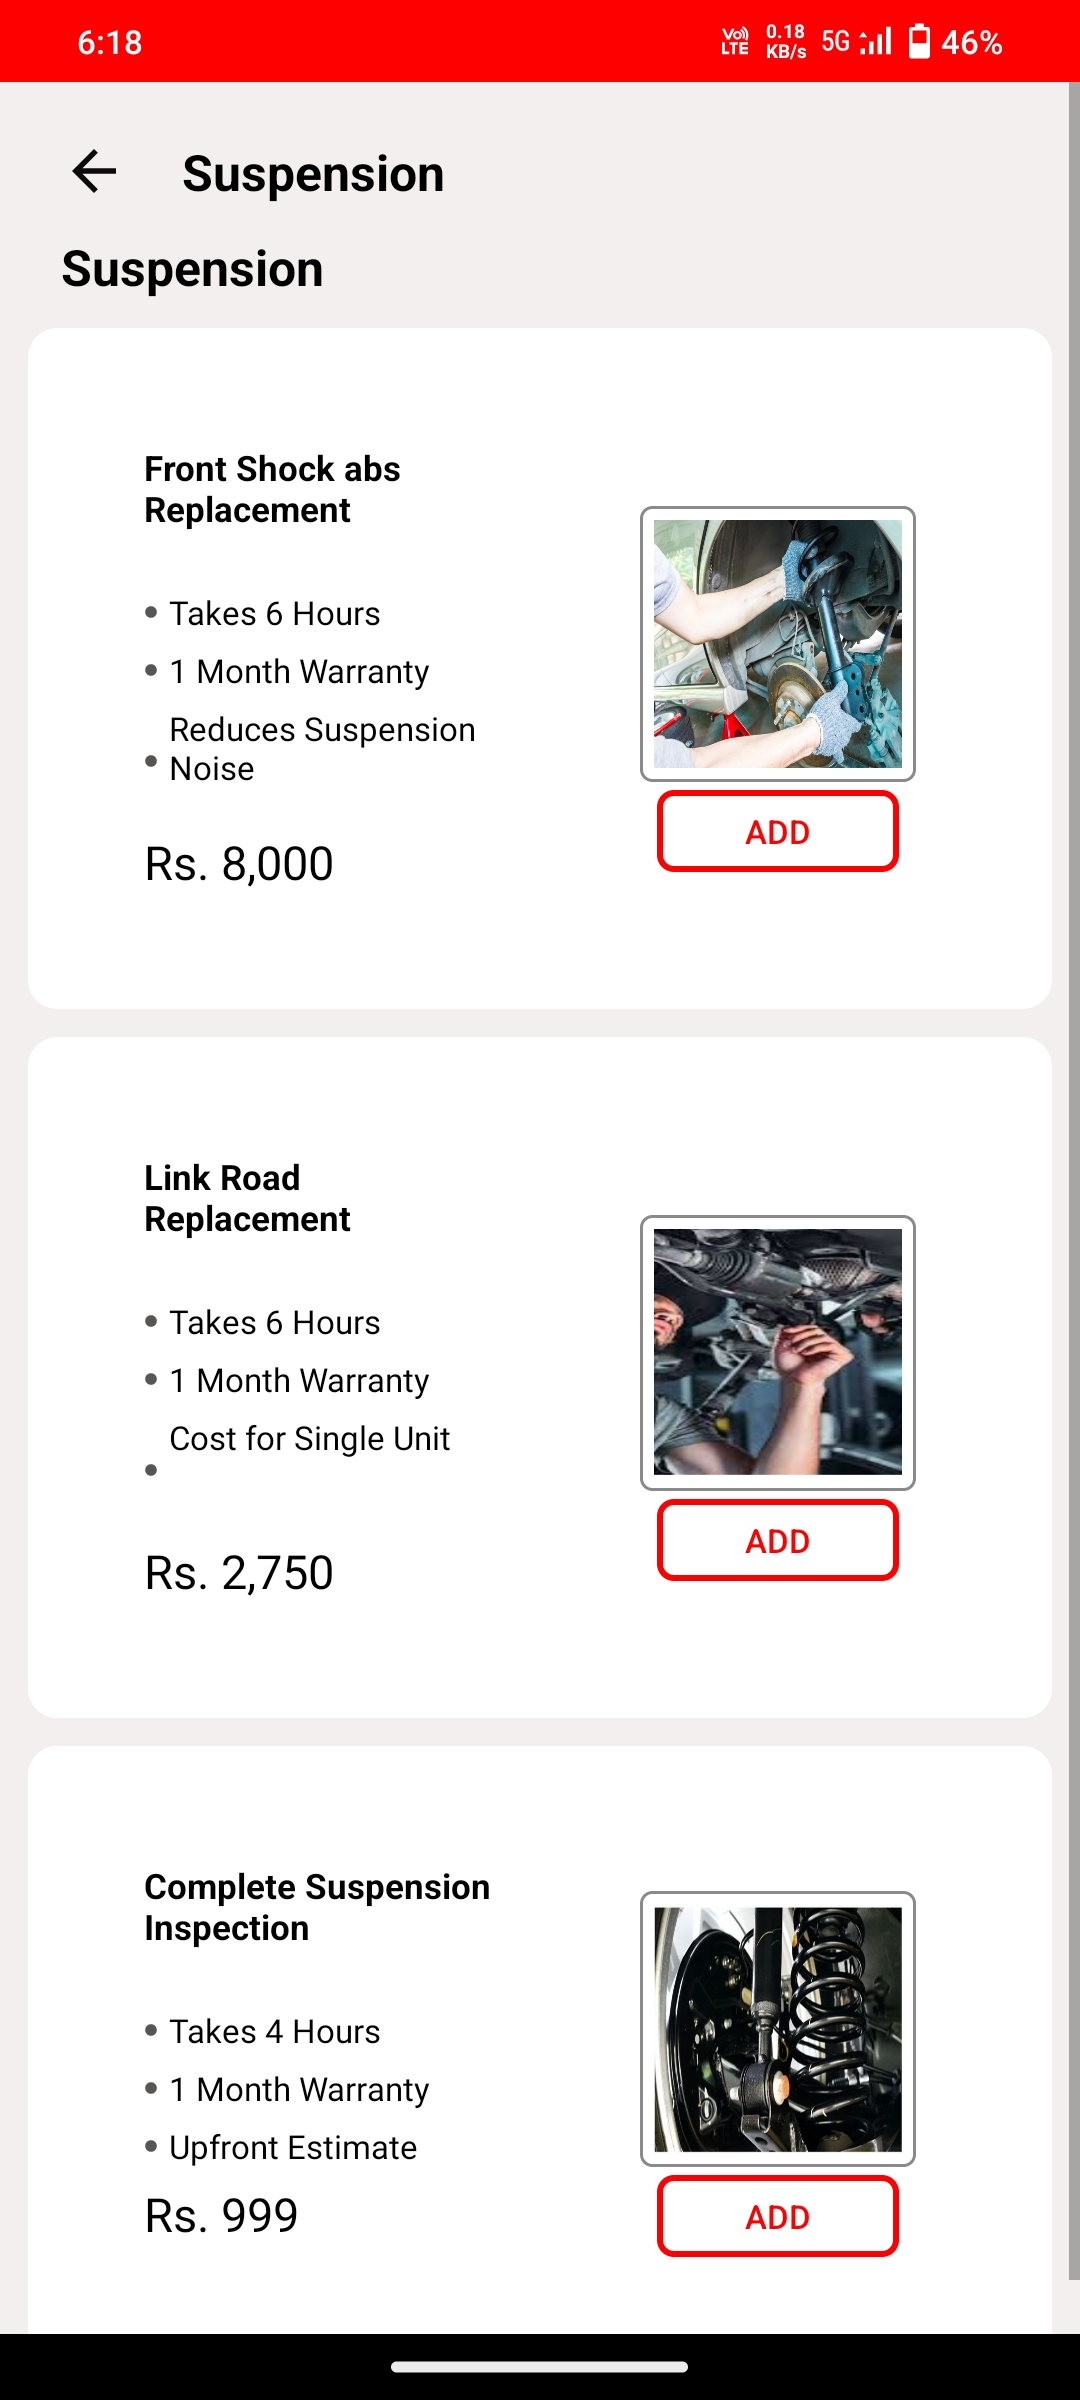 6:18
Vo)) LTE 0.18 KB/s 5G 46%
Suspension
Suspension
Front Shock abs
Replacement
• Takes 6 Hours
• 1 Month Warranty
Reduces Suspension
• Noise
Rs. 8,000
ADD
Link Road
Replacement
• Takes 6 Hours
• 1 Month Warranty
Cost for Single Unit
•
Rs. 2,750
ADD
Complete Suspension
Inspection
• Takes 4 Hours
• 1 Month Warranty
• Upfront Estimate
Rs. 999
ADD